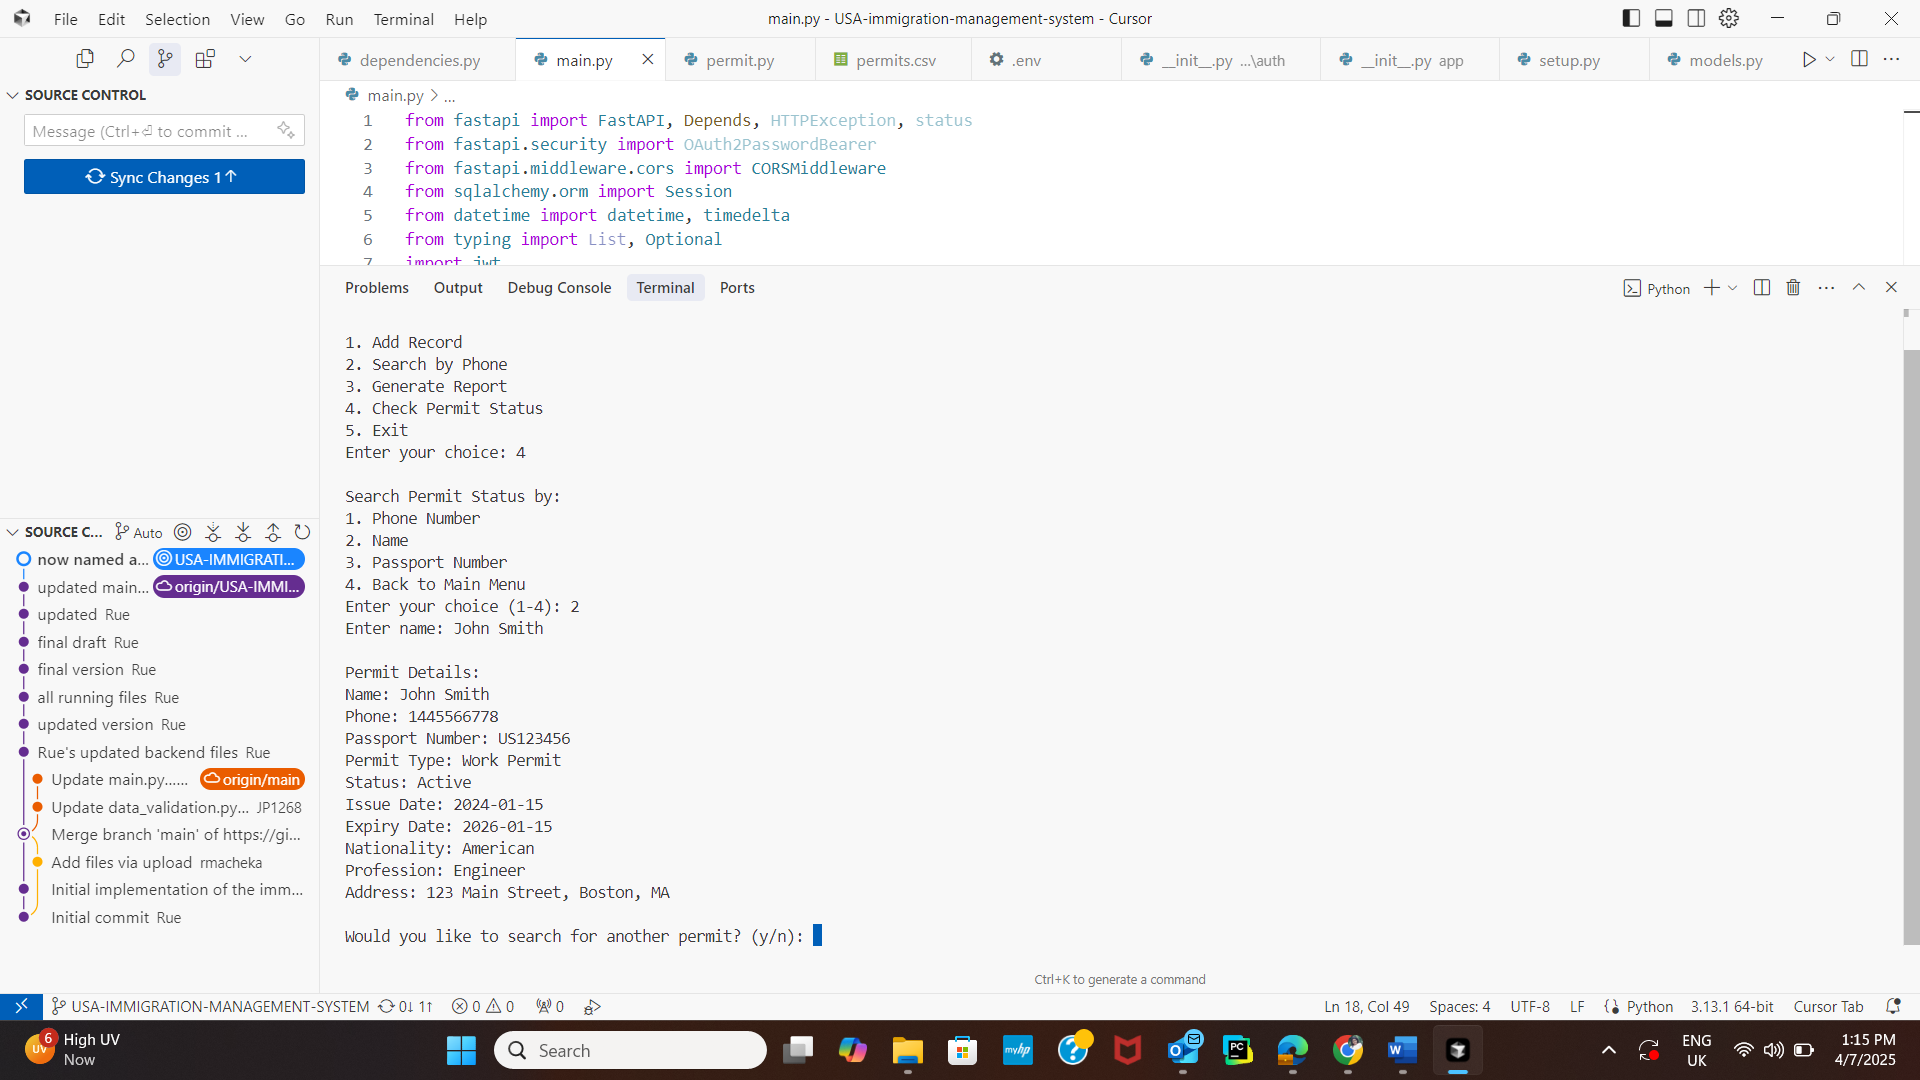 File Edit Selection View Go Run Terminal Help
main.py - USA-immigration-management-system - Cursor
dependencies.py
main.py
permit.py
permits.csv
.env
__init__.py ...\auth
__init__.py app
setup.py
models.py
SOURCE CONTROL
Message (Ctrl+⏎ to commit ...
Sync Changes 1↑
main.py > ...
1 from fastapi import FastAPI, Depends, HTTPException, status
2 from fastapi.security import OAuth2PasswordBearer
3 from fastapi.middleware.cors import CORSMiddleware
4 from sqlalchemy.orm import Session
5 from datetime import datetime, timedelta
6 from typing import List, Optional
7 import jwt
Problems Output Debug Console Terminal Ports
Python
1. Add Record
2. Search by Phone
3. Generate Report
4. Check Permit Status
5. Exit
Enter your choice: 4
Search Permit Status by:
1. Phone Number
2. Name
3. Passport Number
4. Back to Main Menu
Enter your choice (1-4): 2
Enter name: John Smith
Permit Details:
Name: John Smith
Phone: 1445566778
Passport Number: US123456
Permit Type: Work Permit
Status: Active
Issue Date: 2024-01-15
Expiry Date: 2026-01-15
Nationality: American
Profession: Engineer
Address: 123 Main Street, Boston, MA
Would you like to search for another permit? (y/n):
Ctrl+K to generate a command
SOURCE C... Auto
now named a... USA-IMMIGRATI...
updated main... origin/USA-IMMI...
updated Rue
final draft Rue
final version Rue
all running files Rue
updated version Rue
Rue's updated backend files Rue
Update main.py...... origin/main
Update data_validation.py... JP1268
Merge branch 'main' of https://gi...
Add files via upload rmacheka
Initial implementation of the imm...
Initial commit Rue
USA-IMMIGRATION-MANAGEMENT-SYSTEM 0↓ 1↑ 0 0 0
Ln 18, Col 49 Spaces: 4 UTF-8 LF {} Python 3.13.1 64-bit Cursor Tab
UV 6
High UV
Now
Search
myhp
PC
ENG
UK
1:15 PM
4/7/2025